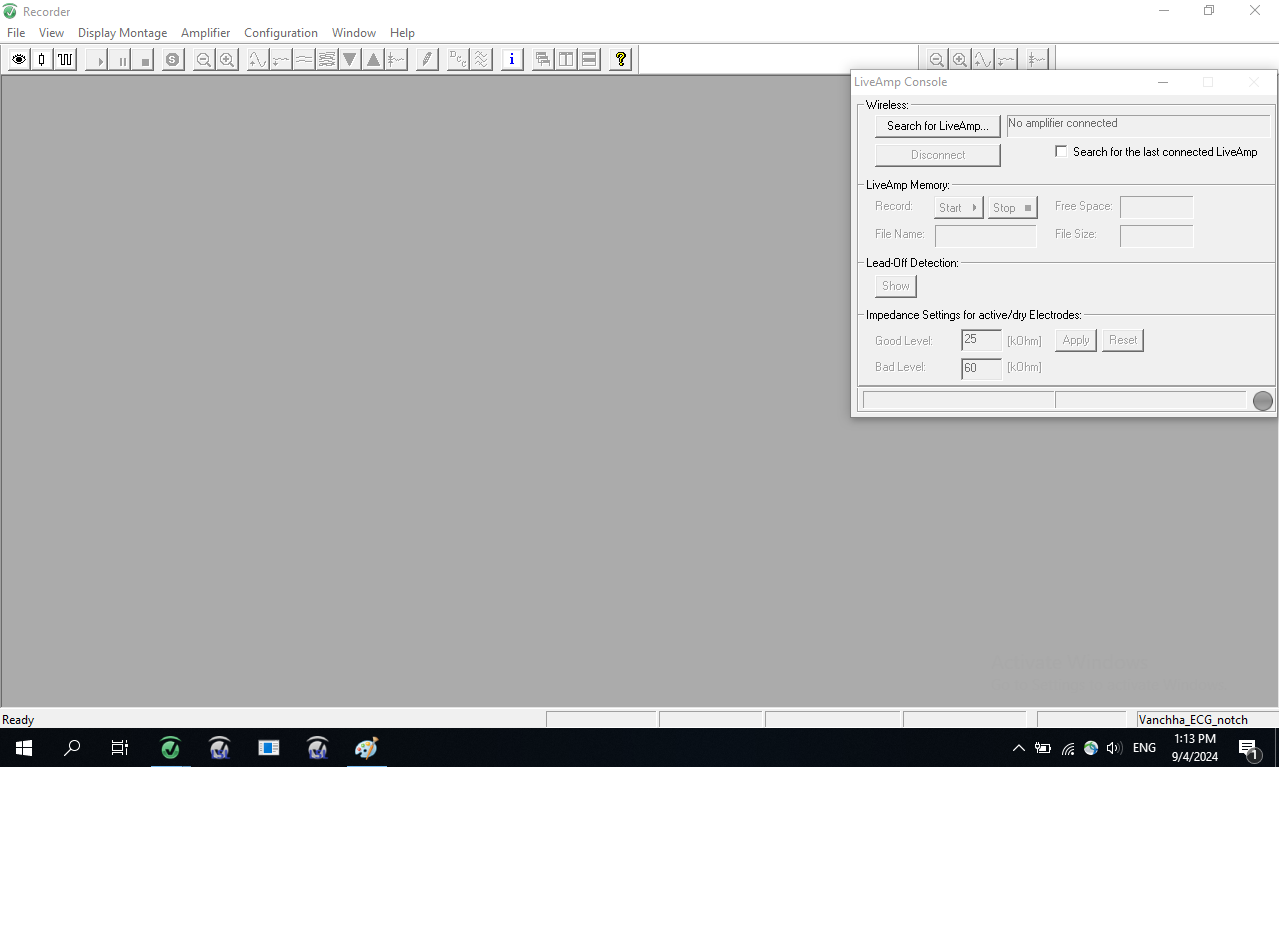 Recorder
File View Display Montage Amplifier Configuration Window Help
LiveAmp Console
Wireless:
Search for LiveAmp...
No amplifier connected
Disconnect
Search for the last connected LiveAmp
LiveAmp Memory:
Record: Start Stop Free Space:
File Name: File Size:
Lead-Off Detection:
Show
Impedance Settings for active/dry Electrodes:
Good Level: 25 [kOhm] Apply Reset
Bad Level: 60 [kOhm]
Ready
Vanchha_ECG_notch
ENG
1:13 PM
9/4/2024
1